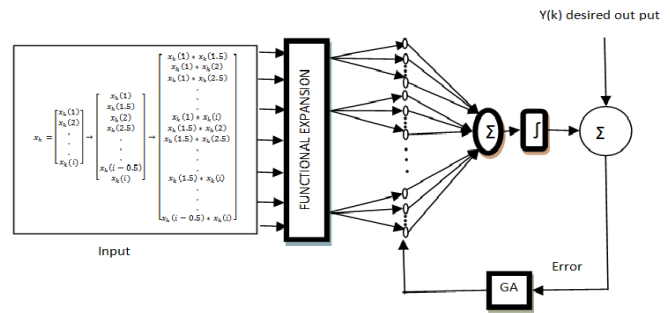 Y(k) desired out put
x_k = [x_k(1) x_k(2) . . . . x_k(i)] → [x_k(1) x_k(1.5) x_k(2) x_k(2.5) . . . x_k(i − 0.5) x_k(i)] →
x_k(1) * x_k(1.5)
x_k(1) * x_k(2)
x_k(1) * x_k(2.5)
.
.
.
x_k(1) * x_k(i)
x_k(1.5) * x_k(2)
x_k(1.5) * x_k(2.5)
.
.
.
x_k(1.5) * x_k(i)
.
.
.
x_k(i − 0.5) * x_k(i)
Input
FUNCTIONAL EXPANSION
Σ
∫
Σ
Error
GA